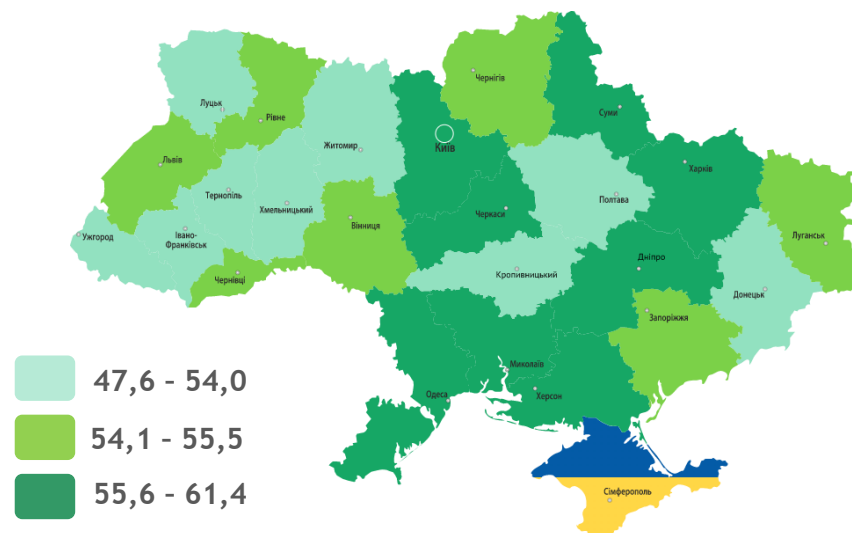 Чернігів
Луцьк
Суми
Рівне
Київ
Житомир
Львів
Харків
Тернопіль
Полтава
Хмельницький
Черкаси
Вінниця
Ужгород
Івано-
Франківськ
Луганськ
Дніпро
Чернівці
Кропивницький
Донецьк
Запоріжжя
Миколаїв
47,6 - 54,0
Одеса
Херсон
54,1 - 55,5
55,6 - 61,4
Сімферополь